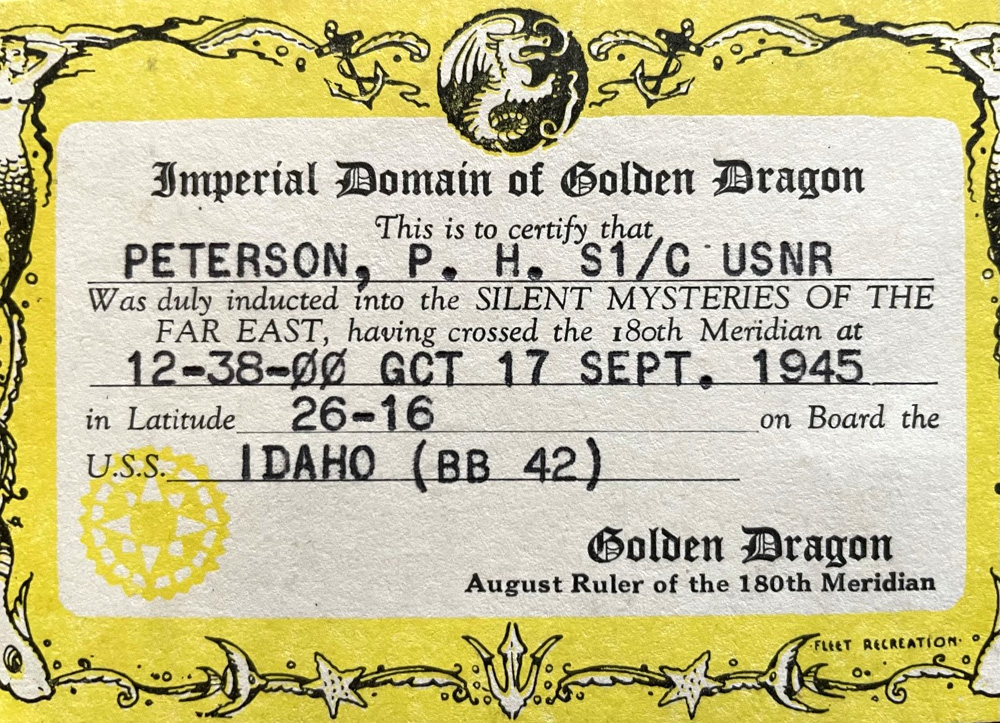 Imperial Domain of Golden Dragon
This is to certify that
PETERSON, P. H. S1/C USNR
Was duly inducted into the SILENT MYSTERIES OF THE
FAR EAST, having crossed the 180th Meridian at
12-38-00 GCT 17 SEPT. 1945
in Latitude 26-16 on Board the
U.S.S. IDAHO (BB 42)
Golden Dragon
August Ruler of the 180th Meridian
FLEET RECREATION